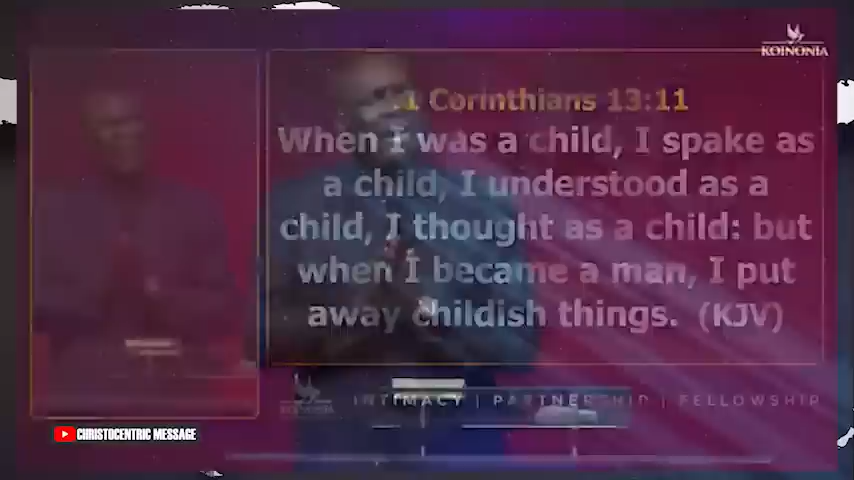 KOINONIA
1 Corinthians 13:11
When I was a child, I spake as
a child, I understood as a
child, I thought as a child: but
when I became a man, I put
away childish things. (KJV)
INTIMACY | PARTNERSHIP | FELLOWSHIP
CHRISTOCENTRIC MESSAGE